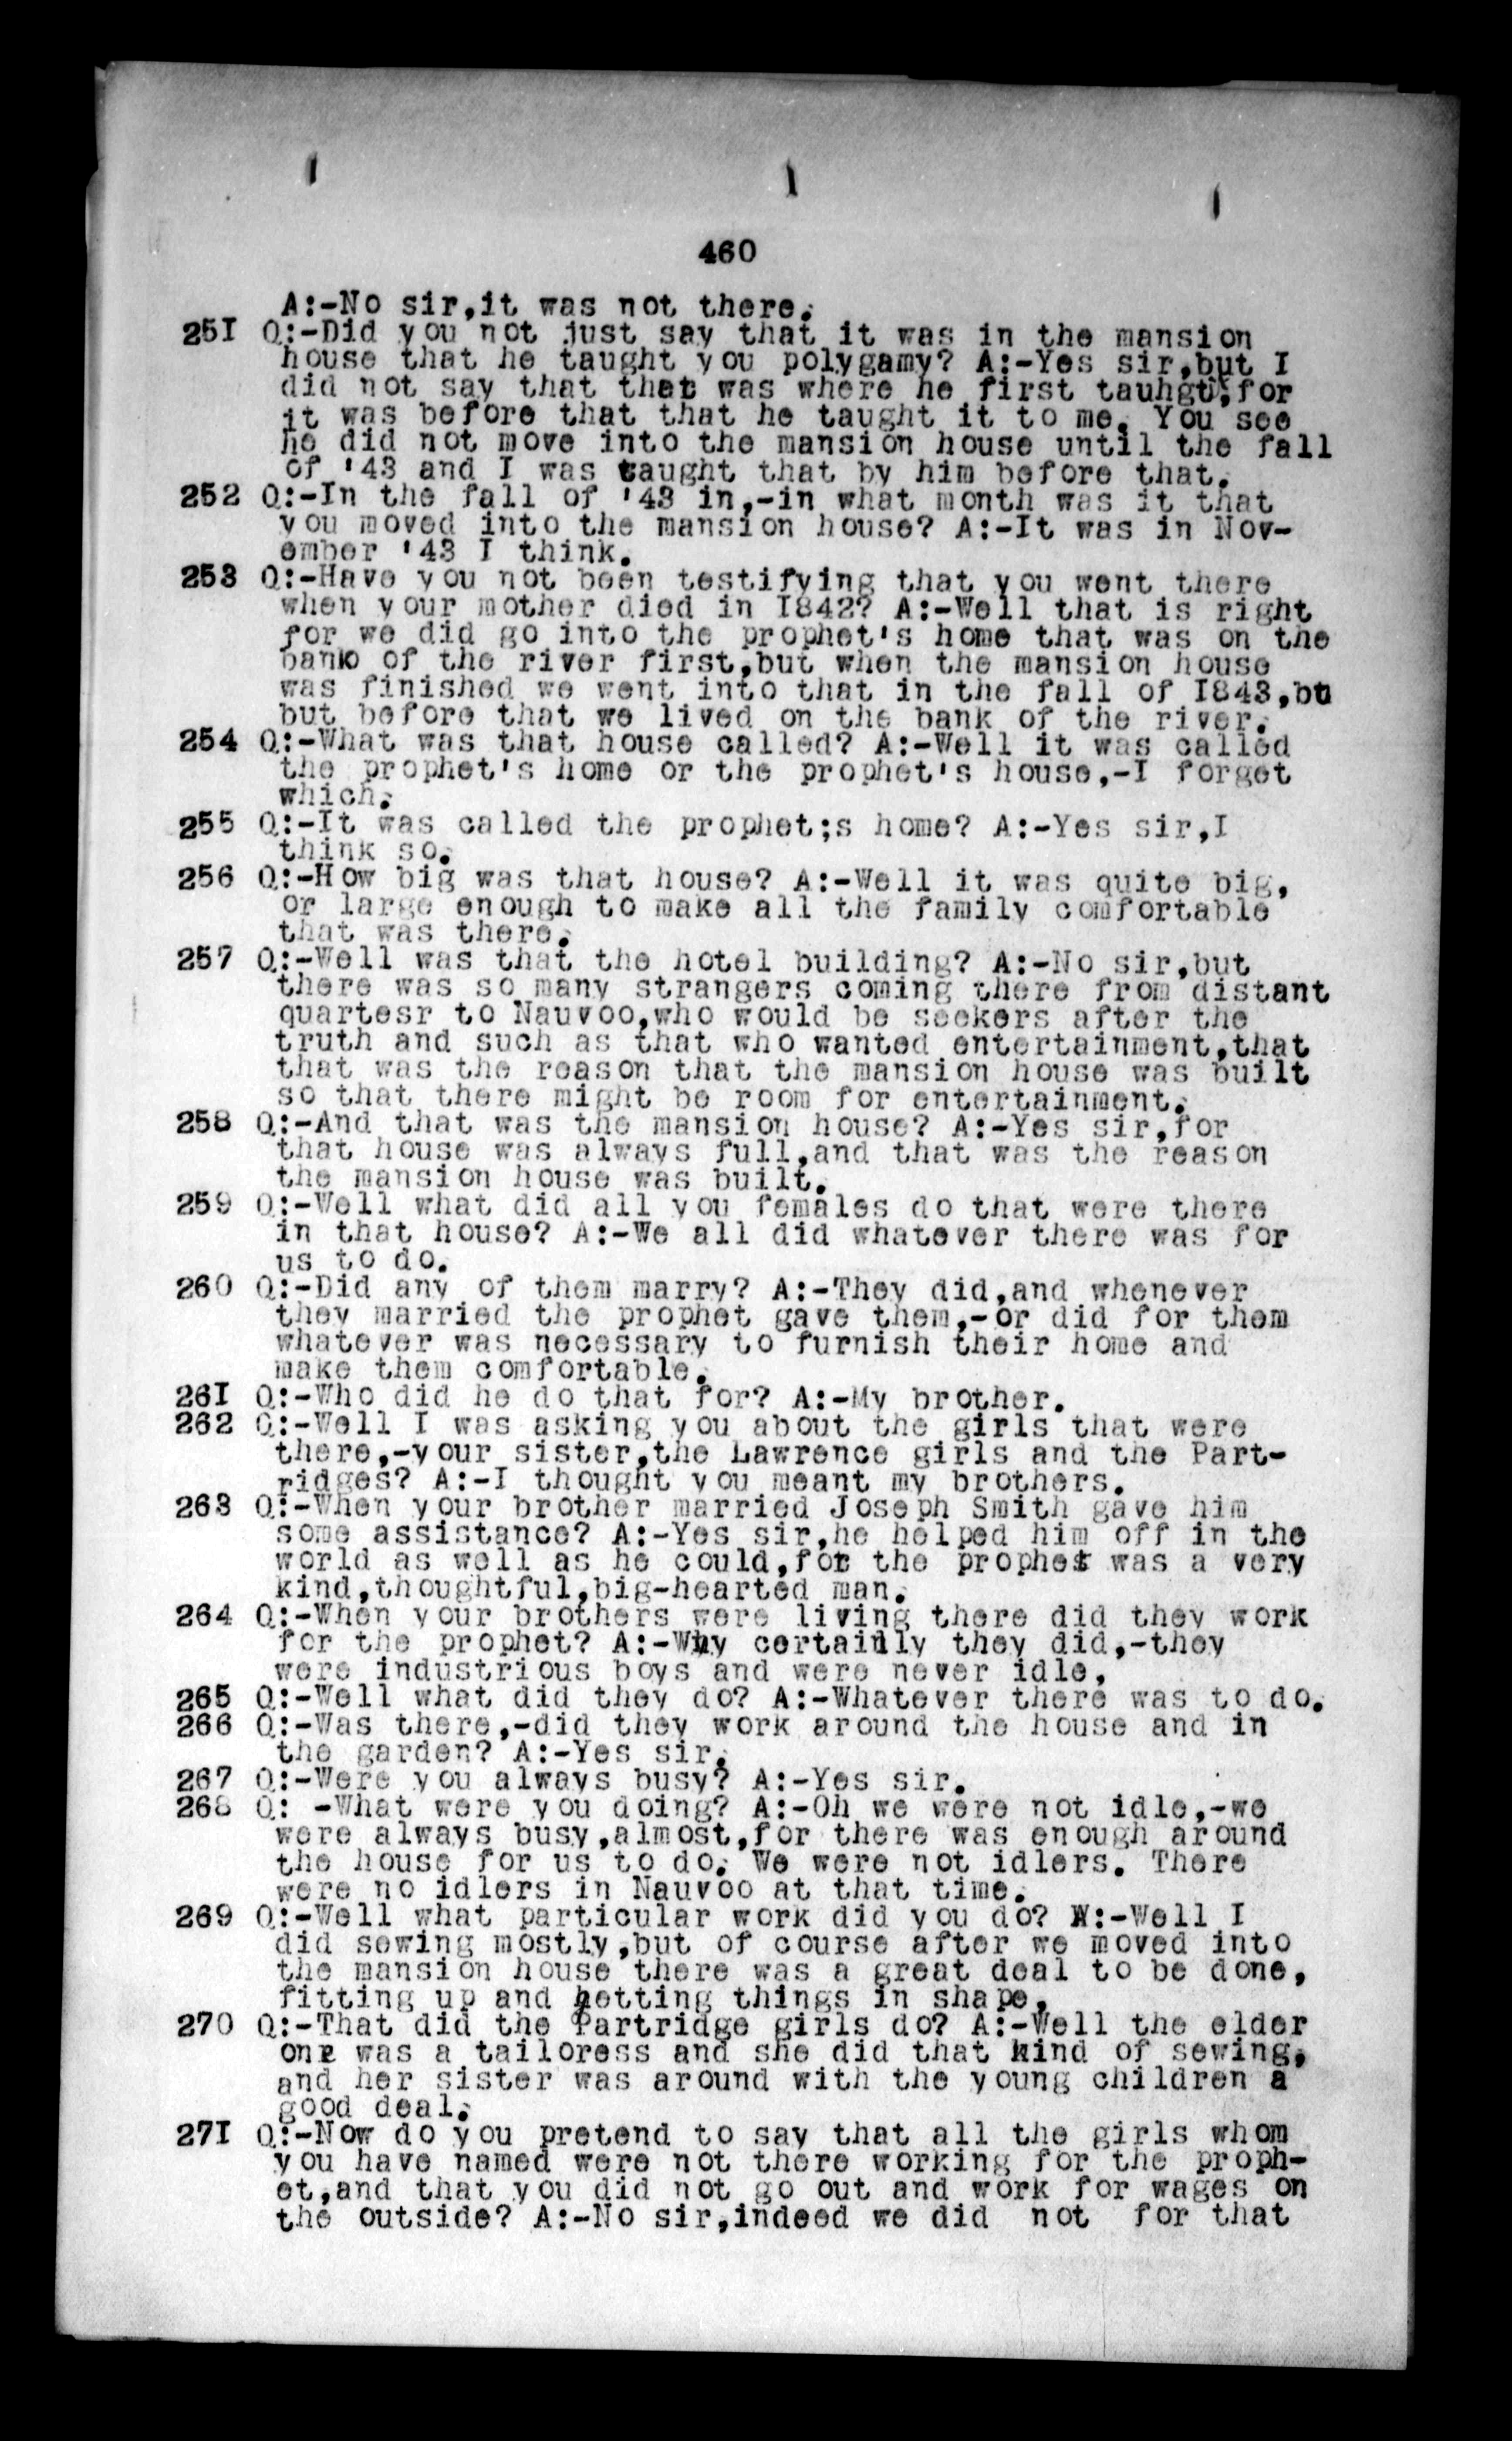 460
A:-No sir,it was not there.
251 Q:-Did you not just say that it was in the mansion
house that he taught you polygamy? A:-Yes sir,but I
did not say that that was where he first tauhgt,for
it was before that that he taught it to me. You see
he did not move into the mansion house until the fall
of '43 and I was taught that by him before that.
252 Q:-In the fall of '43 in,-in what month was it that
you moved into the mansion house? A:-It was in Nov-
ember '43 I think.
253 Q:-Have you not been testifying that you went there
when your mother died in I842? A:-Well that is right
for we did go into the prophet's home that was on the
bank of the river first,but when the mansion house
was finished we went into that in the fall of I843,bu
but before that we lived on the bank of the river.
254 Q:-What was that house called? A:-Well it was called
the prophet's home or the prophet's house,-I forget
which.
255 Q:-It was called the prophet;s home? A:-Yes sir,I
think so.
256 Q:-How big was that house? A:-Well it was quite big,
or large enough to make all the family comfortable
that was there.
257 Q:-Well was that the hotel building? A:-No sir,but
there was so many strangers coming there from distant
quartesr to Nauvoo,who would be seekers after the
truth and such as that who wanted entertainment,that
that was the reason that the mansion house was built
so that there might be room for entertainment.
258 Q:-And that was the mansion house? A:-Yes sir,for
that house was always full,and that was the reason
the mansion house was built.
259 Q:-Well what did all you females do that were there
in that house? A:-We all did whatever there was for
us to do.
260 Q:-Did any of them marry? A:-They did,and whenever
they married the prophet gave them,-or did for them
whatever was necessary to furnish their home and
make them comfortable.
26I Q:-Who did he do that for? A:-My brother.
262 Q:-Well I was asking you about the girls that were
there,-your sister,the Lawrence girls and the Part-
ridges? A:-I thought you meant my brothers.
263 Q:-When your brother married Joseph Smith gave him
some assistance? A:-Yes sir,he helped him off in the
world as well as he could,for the prophet was a very
kind,thoughtful,big-hearted man.
264 Q:-When your brothers were living there did they work
for the prophet? A:-Why certainly they did,-they
were industrious boys and were never idle,
265 Q:-Well what did they do? A:-Whatever there was to do.
266 Q:-Was there,-did they work around the house and in
the garden? A:-Yes sir.
267 Q:-Were you always busy? A:-Yes sir.
268 Q: -What were you doing? A:-Oh we were not idle,-we
were always busy,almost,for there was enough around
the house for us to do. We were not idlers. There
were no idlers in Nauvoo at that time.
269 Q:-Well what particular work did you do? A:-Well I
did sewing mostly,but of course after we moved into
the mansion house there was a great deal to be done,
fitting up and hetting things in shape,
270 Q:-That did the Partridge girls do? A:-Well the elder
one was a tailoress and she did that kind of sewing,
and her sister was around with the young children a
good deal.
27I Q:-Now do you pretend to say that all the girls whom
you have named were not there working for the proph-
et,and that you did not go out and work for wages on
the outside? A:-No sir,indeed we did not for that